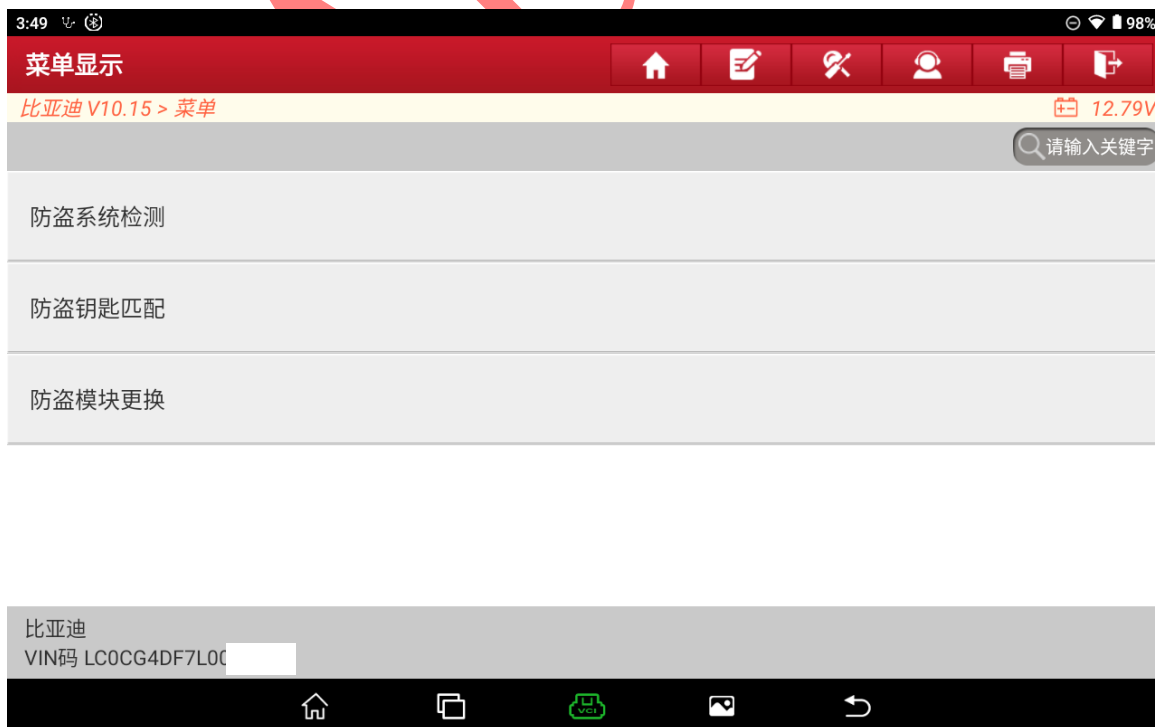 3:49
98%
菜单显示
比亚迪 V10.15 > 菜单
12.79V
请输入关键字
防盗系统检测
防盗钥匙匹配
防盗模块更换
比亚迪
VIN码 LC0CG4DF7L00
VCI